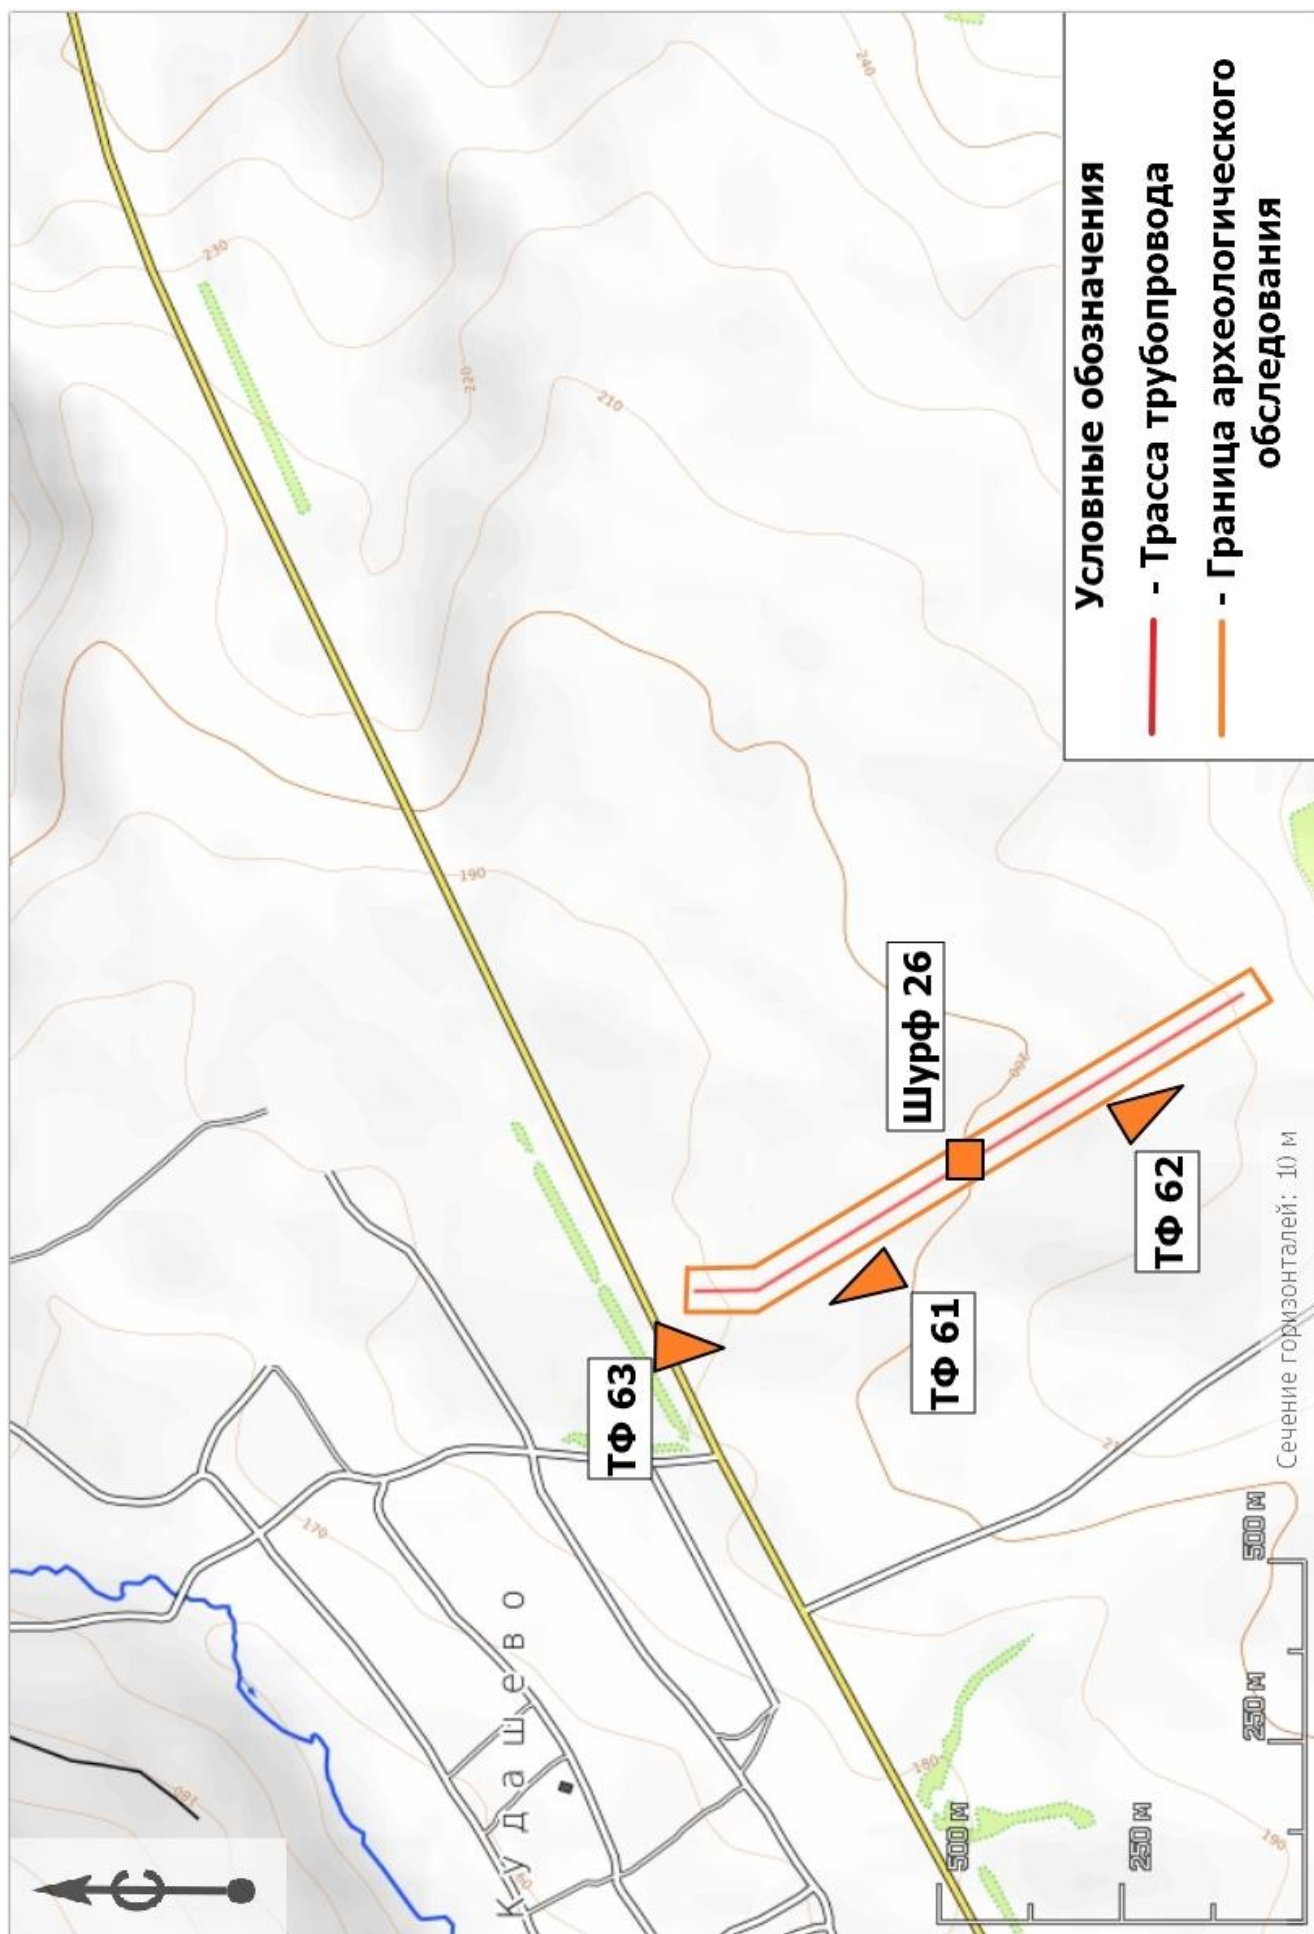 240
230
220
210
190
Шурф 26
200
ТФ 63
ТФ 61
ТФ 62
170
Кудашево
180
180
190
С
500 м
250 м
250 м
500 м
Сечение горизонталей: 10 м
Условные обозначения
- Трасса трубопровода
- Граница археологического
обследования